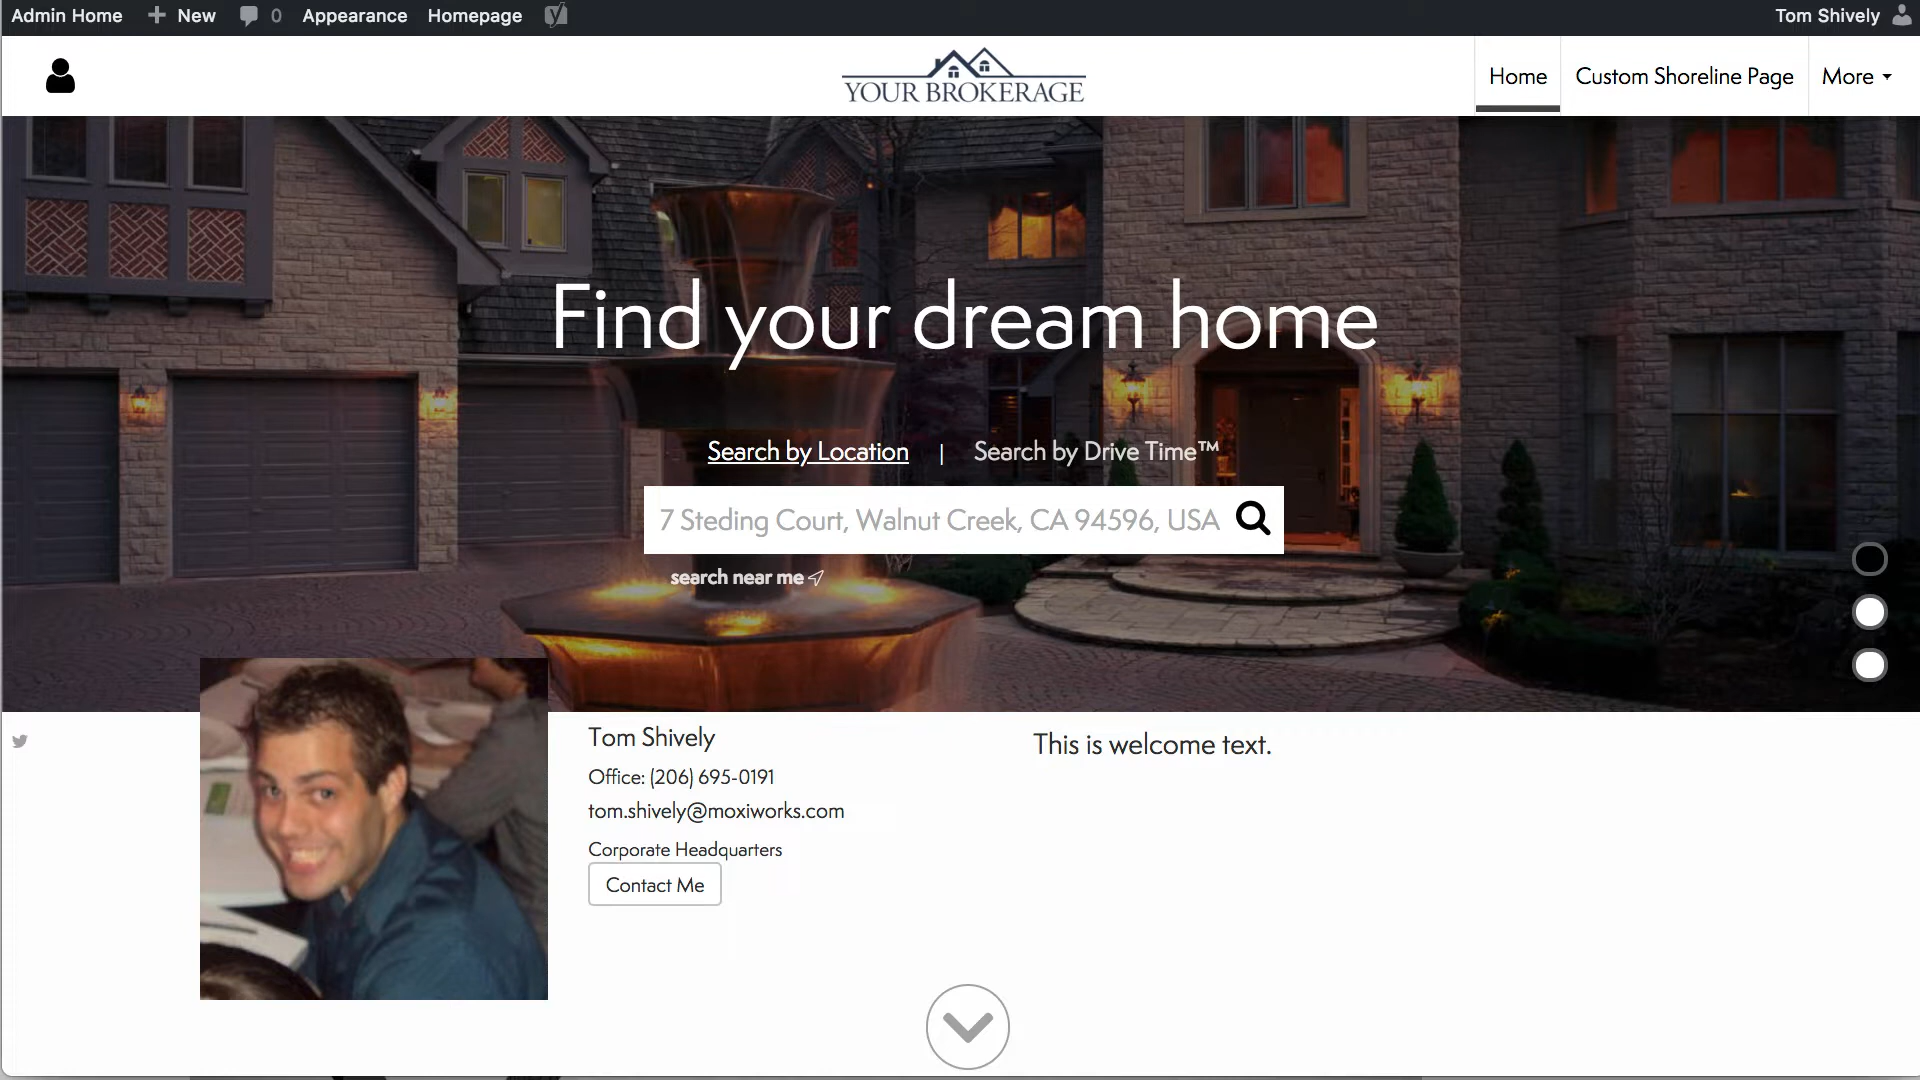 Admin Home New 0 Appearance Homepage Tom Shively
YOUR BROKERAGE
Home Custom Shoreline Page More
Find your dream home
Search by Location | Search by Drive Time™
7 Steding Court, Walnut Creek, CA 94596, USA
search near me
Tom Shively
Office: (206) 695-0191
tom.shively@moxiworks.com
Corporate Headquarters
Contact Me
This is welcome text.